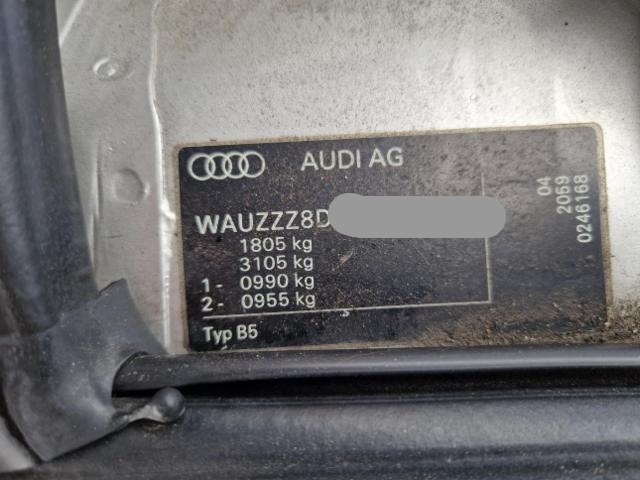 AUDI AG
WAUZZZ8D
1805 kg
3105 kg
1- 0990 kg
2- 0955 kg
Typ B5
04
2059
0246168